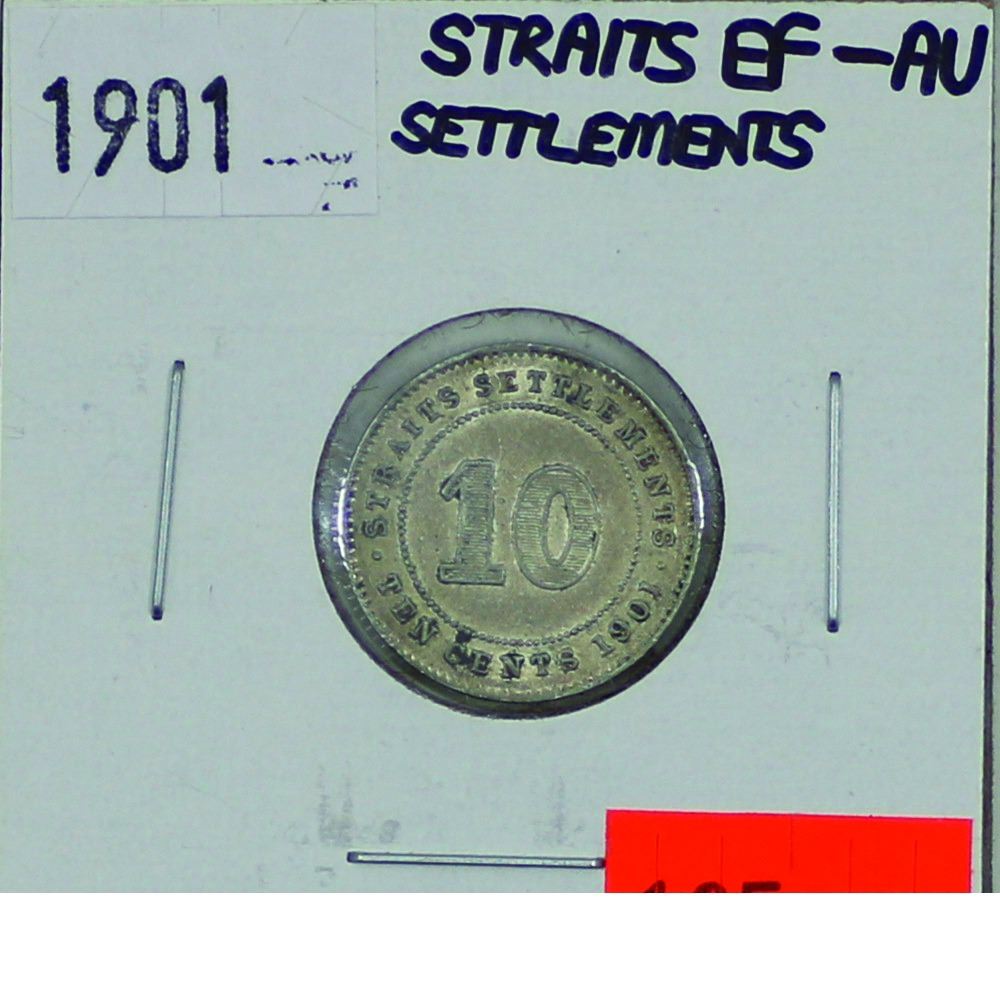 1901
STRAITS EF-AU
SETTLEMENTS
· STRAITS SETTLEMENTS ·
10
TEN CENTS 1901